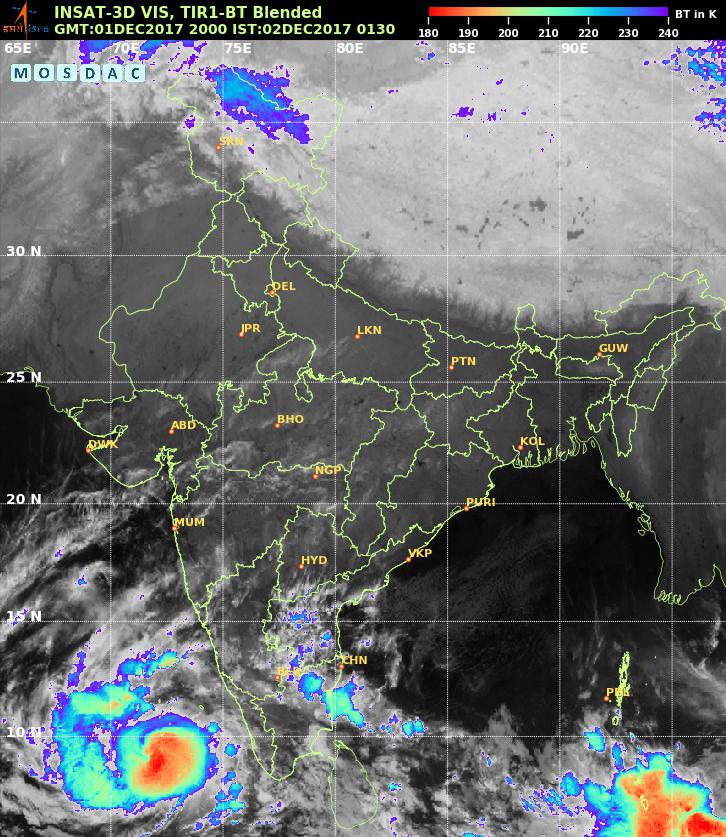 INSAT-3D VIS, TIR1-BT Blended
GMT:01DEC2017 2000 IST:02DEC2017 0130
BT in K
180 190 200 210 220 230 240
65E 70E 75E 80E 85E 90E
MOSDAC
SRN
30 N
DEL
JPR
LKN
GUW
PTN
25 N
ABD
BHO
DWK
KOL
NGP
20 N
PURI
MUM
VKP
HYD
15 N
CHN
10 N